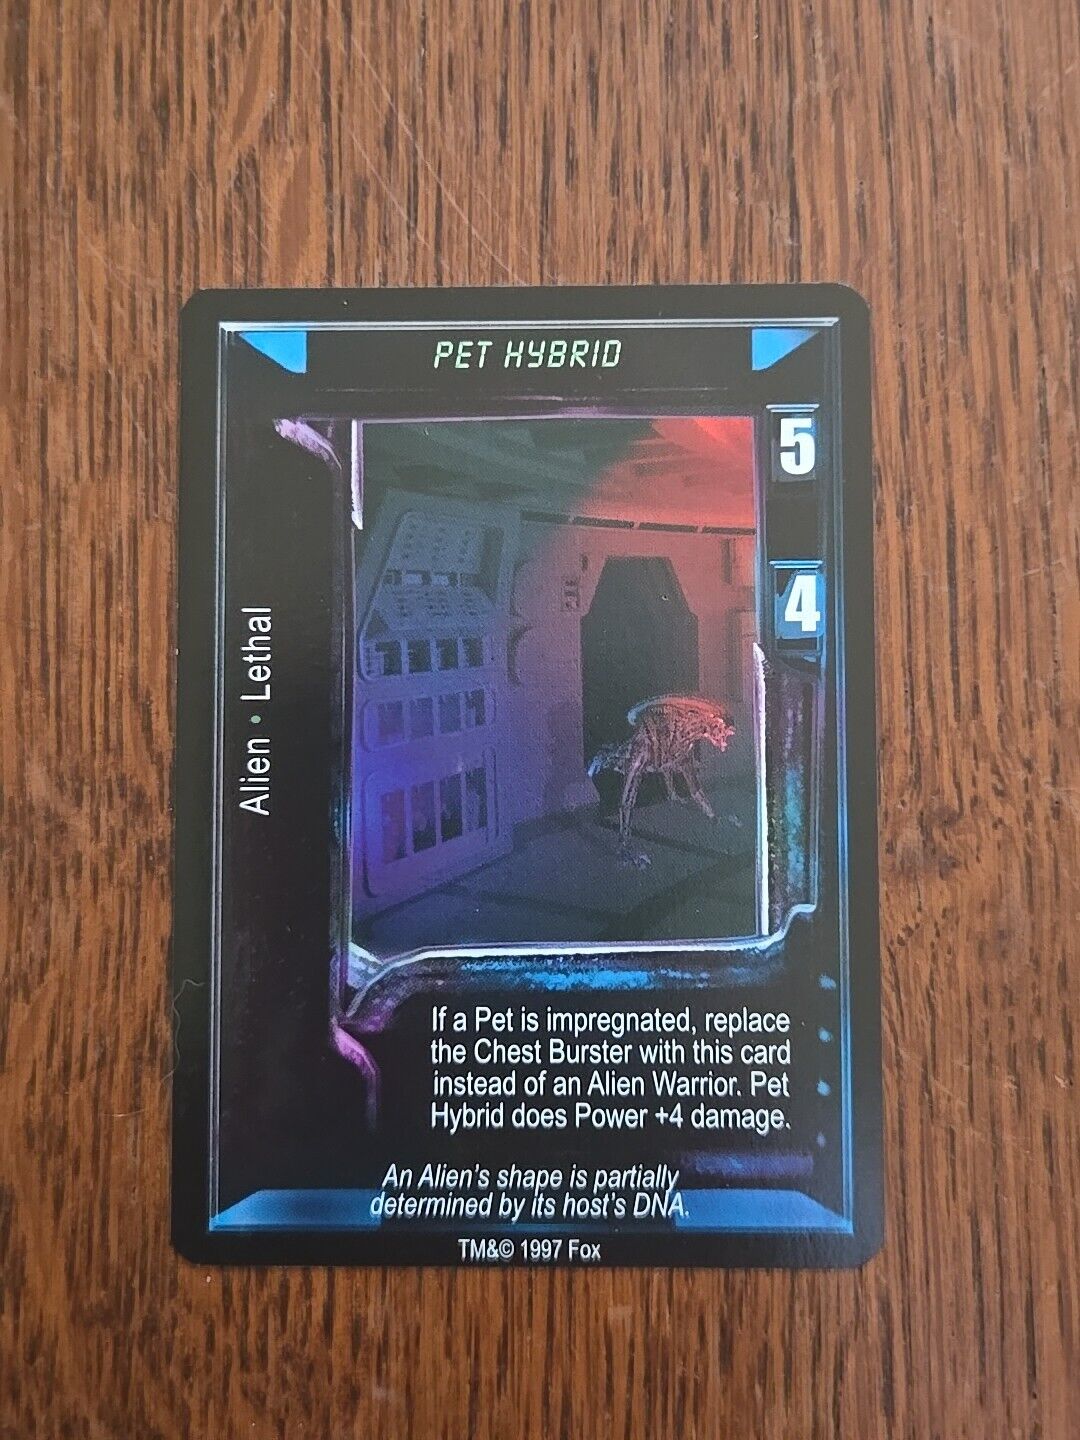 PET HYBRID
5
4
Alien • Lethal
If a Pet is impregnated, replace
the Chest Burster with this card
instead of an Alien Warrior. Pet
Hybrid does Power +4 damage.
An Alien's shape is partially
determined by its host's DNA.
TM&© 1997 Fox